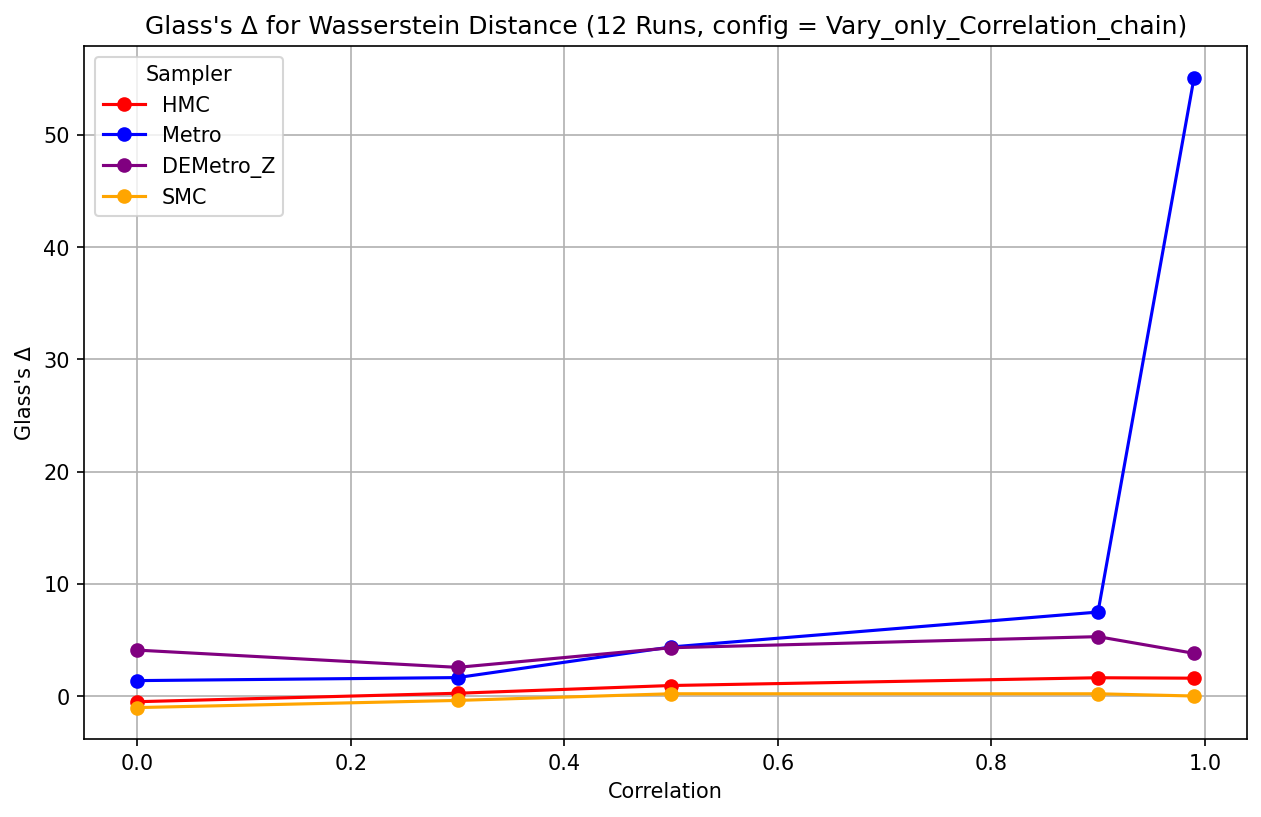 Glass's Δ for Wasserstein Distance (12 Runs, config = Vary_only_Correlation_chain)
Sampler
HMC
Metro
DEMetro_Z
SMC
Glass's Δ
50
40
30
20
10
0
0.0 0.2 0.4 0.6 0.8 1.0
Correlation